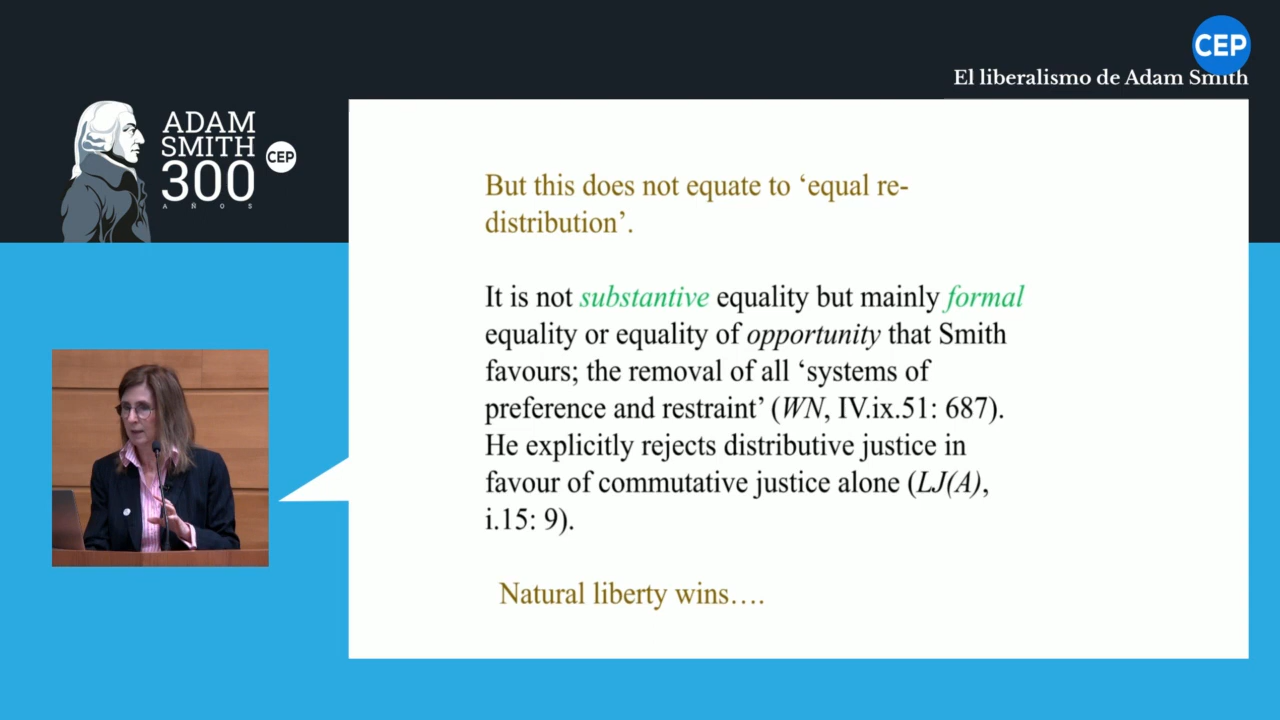 CEP
El liberalismo de Adam Smith
ADAM
SMITH
300
AÑOS
CEP
But this does not equate to ‘equal re-
distribution’.
It is not substantive equality but mainly formal
equality or equality of opportunity that Smith
favours; the removal of all ‘systems of
preference and restraint’ (WN, IV.ix.51: 687).
He explicitly rejects distributive justice in
favour of commutative justice alone (LJ(A),
i.15: 9).
Natural liberty wins….